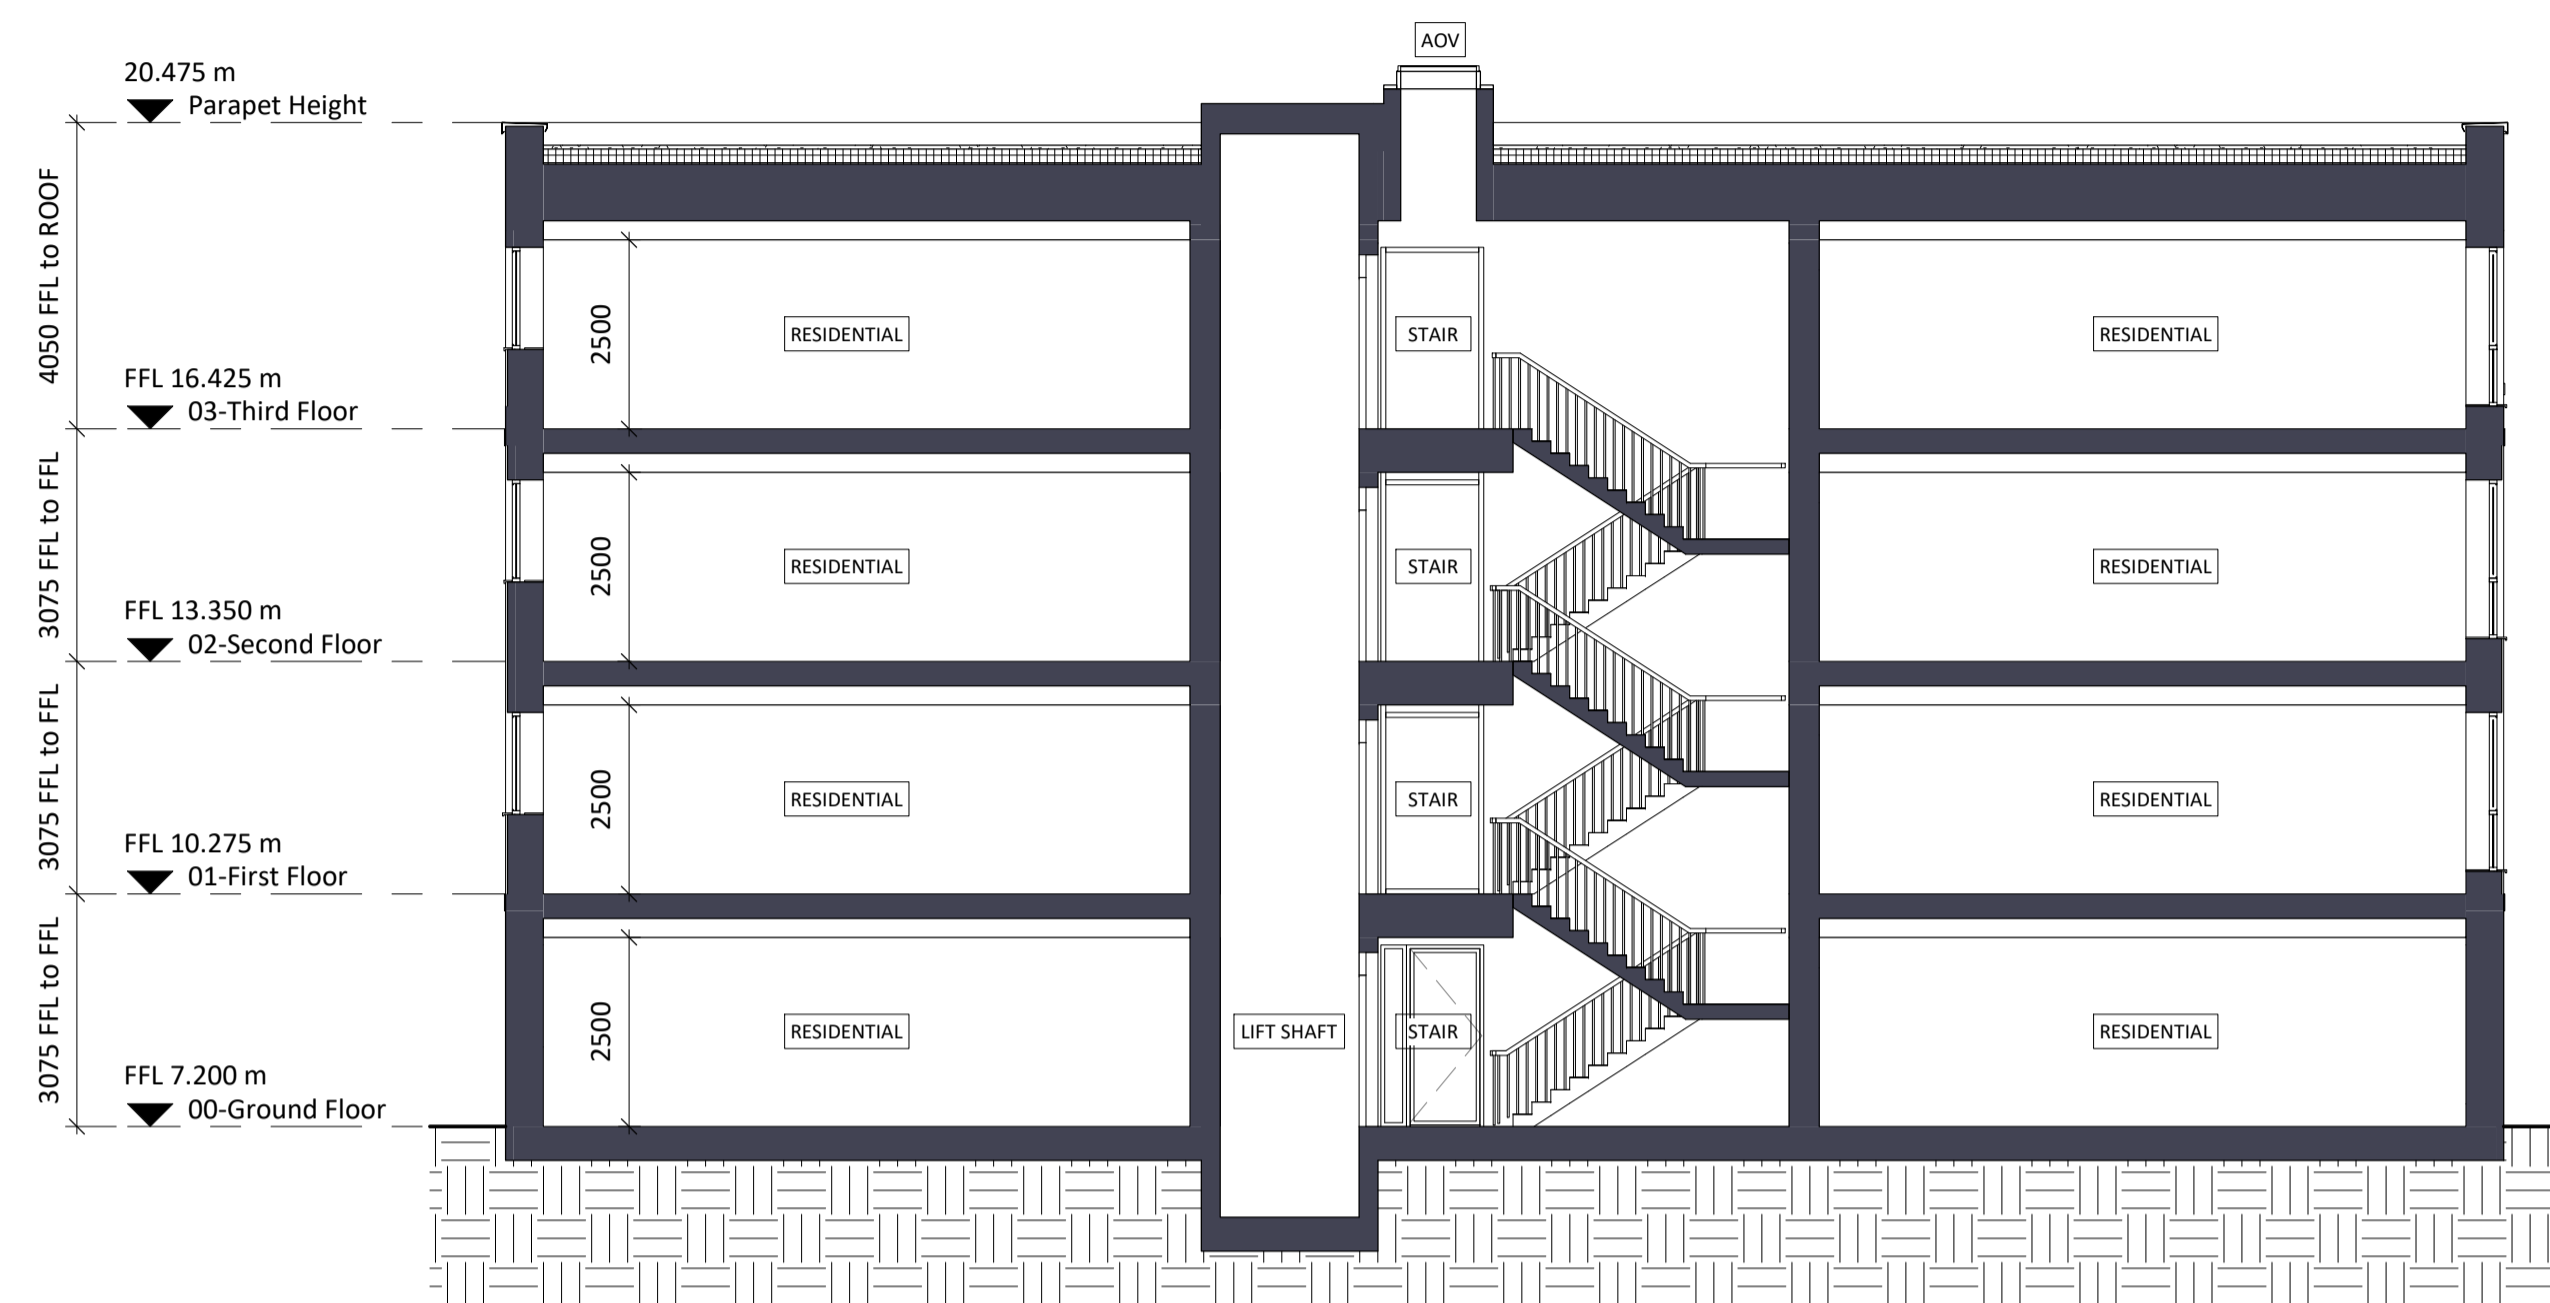 AOV
20.475 m
Parapet Height
4050 FFL to ROOF
2500
RESIDENTIAL
STAIR
RESIDENTIAL
FFL 16.425 m
03-Third Floor
3075 FFL to FFL
2500
RESIDENTIAL
STAIR
RESIDENTIAL
FFL 13.350 m
02-Second Floor
3075 FFL to FFL
2500
RESIDENTIAL
STAIR
RESIDENTIAL
FFL 10.275 m
01-First Floor
3075 FFL to FFL
2500
RESIDENTIAL
LIFT SHAFT
STAIR
RESIDENTIAL
FFL 7.200 m
00-Ground Floor